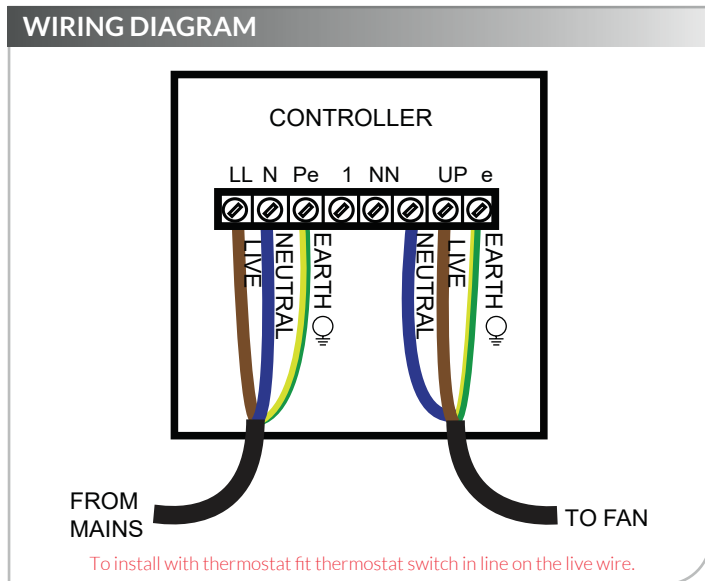 WIRING DIAGRAM
CONTROLLER
LL N Pe 1 NN UP e
LIVE
NEUTRAL
EARTH
NEUTRAL
LIVE
EARTH
FROM
MAINS
TO FAN
To install with thermostat fit thermostat switch in line on the live wire.